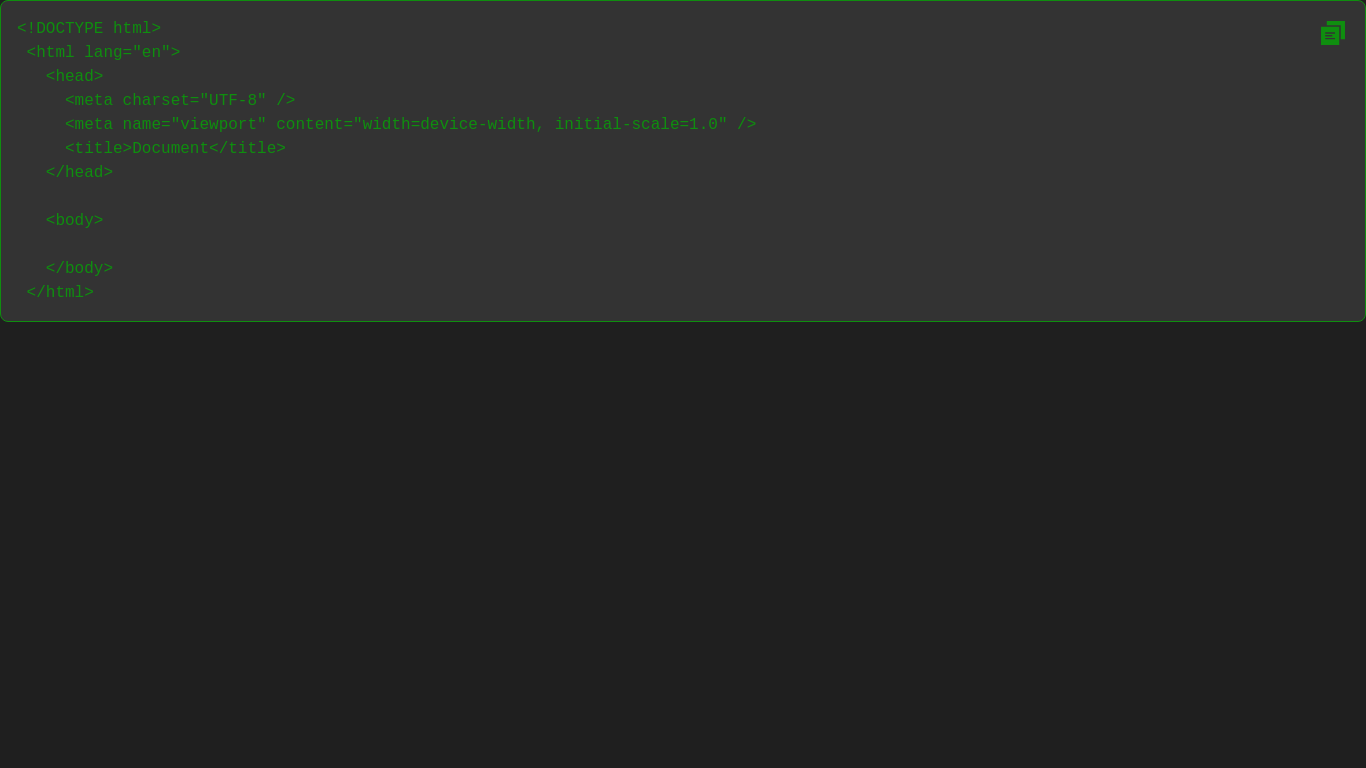 <!DOCTYPE html>
<html lang="en">
<head>
<meta charset="UTF-8" />
<meta name="viewport" content="width=device-width, initial-scale=1.0" />
<title>Document</title>
</head>
<body>
</body>
</html>